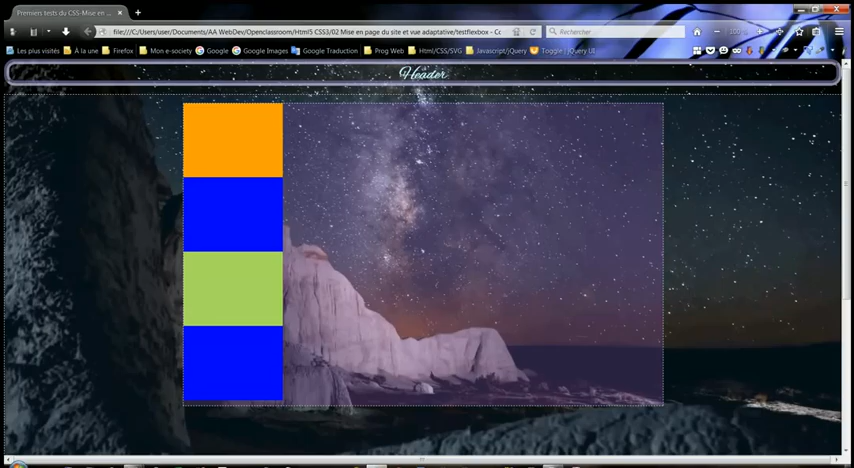 Premiers tests du CSS-Mise en ...
file:///C:/Users/user/Documents/AA WebDev/Openclassroom/Html5 CSS3/02 Mise en page du site et vue adaptative/testflexbox - Cc
Rechercher
Les plus visités À la une Firefox Mon e-society Google Google Images Google Traduction Prog Web Html/CSS/SVG Javascript/jQuery Toggle | jQuery UI
Header